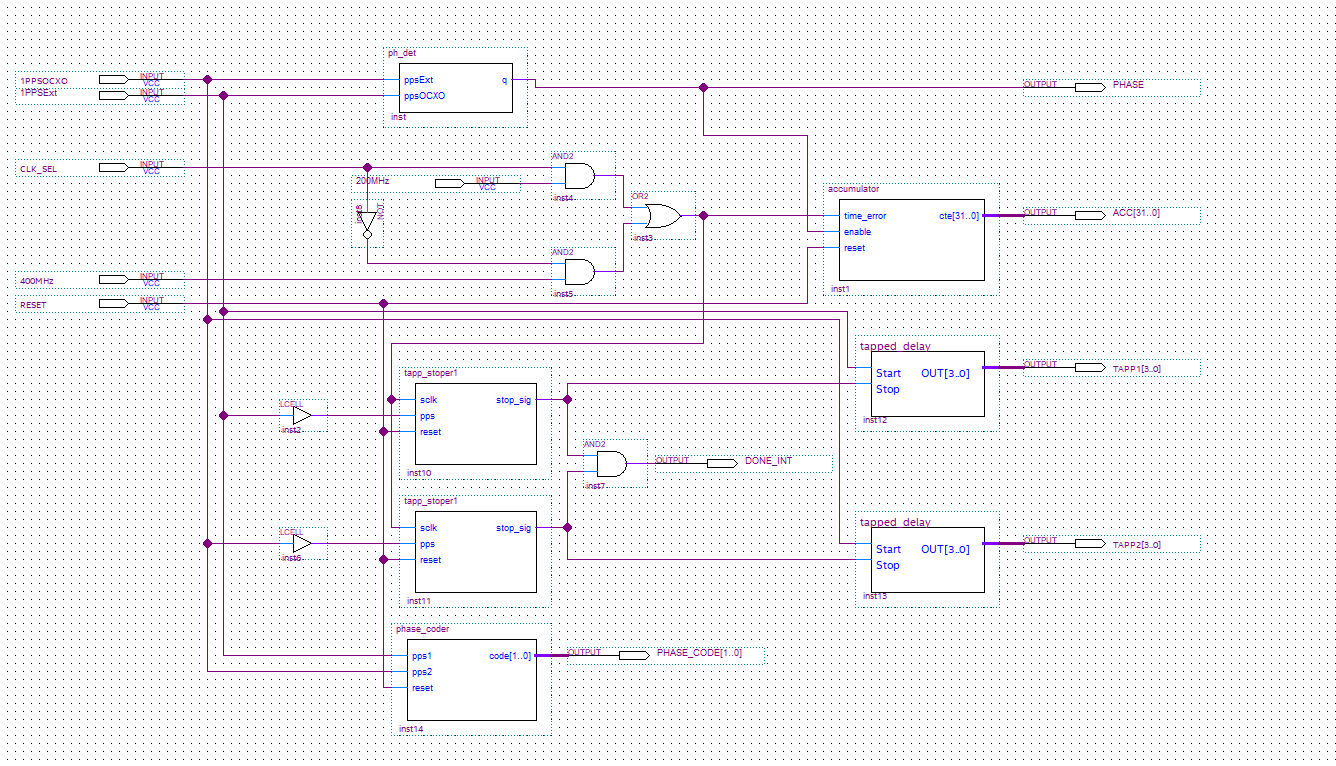 ph_det
1PPSOCXO INPUT VCC ppsExt q
1PPSExt INPUT VCC ppsOCXO OUTPUT PHASE
inst
AND2
CLK_SEL INPUT VCC
200MHz INPUT VCC
inst4
OR2
accumulator
inst8 NOT
time_error cte[31..0] OUTPUT ACC[31..0]
enable
inst3
reset
AND2
400MHz INPUT VCC
inst5
inst1
RESET INPUT VCC
tapped_delay
Start OUT[3..0] OUTPUT TAPP1[3..0]
Stop
inst12
tapp_stoper1
sclk stop_sig
LCELL
pps
inst2
reset
inst10
AND2
OUTPUT DONE_INT
inst7
tapp_stoper1
sclk stop_sig
LCELL
pps
inst6
reset
inst11
tapped_delay
Start OUT[3..0] OUTPUT TAPP2[3..0]
Stop
inst13
phase_coder
pps1 code[1..0] OUTPUT PHASE_CODE[1..0]
pps2
reset
inst14